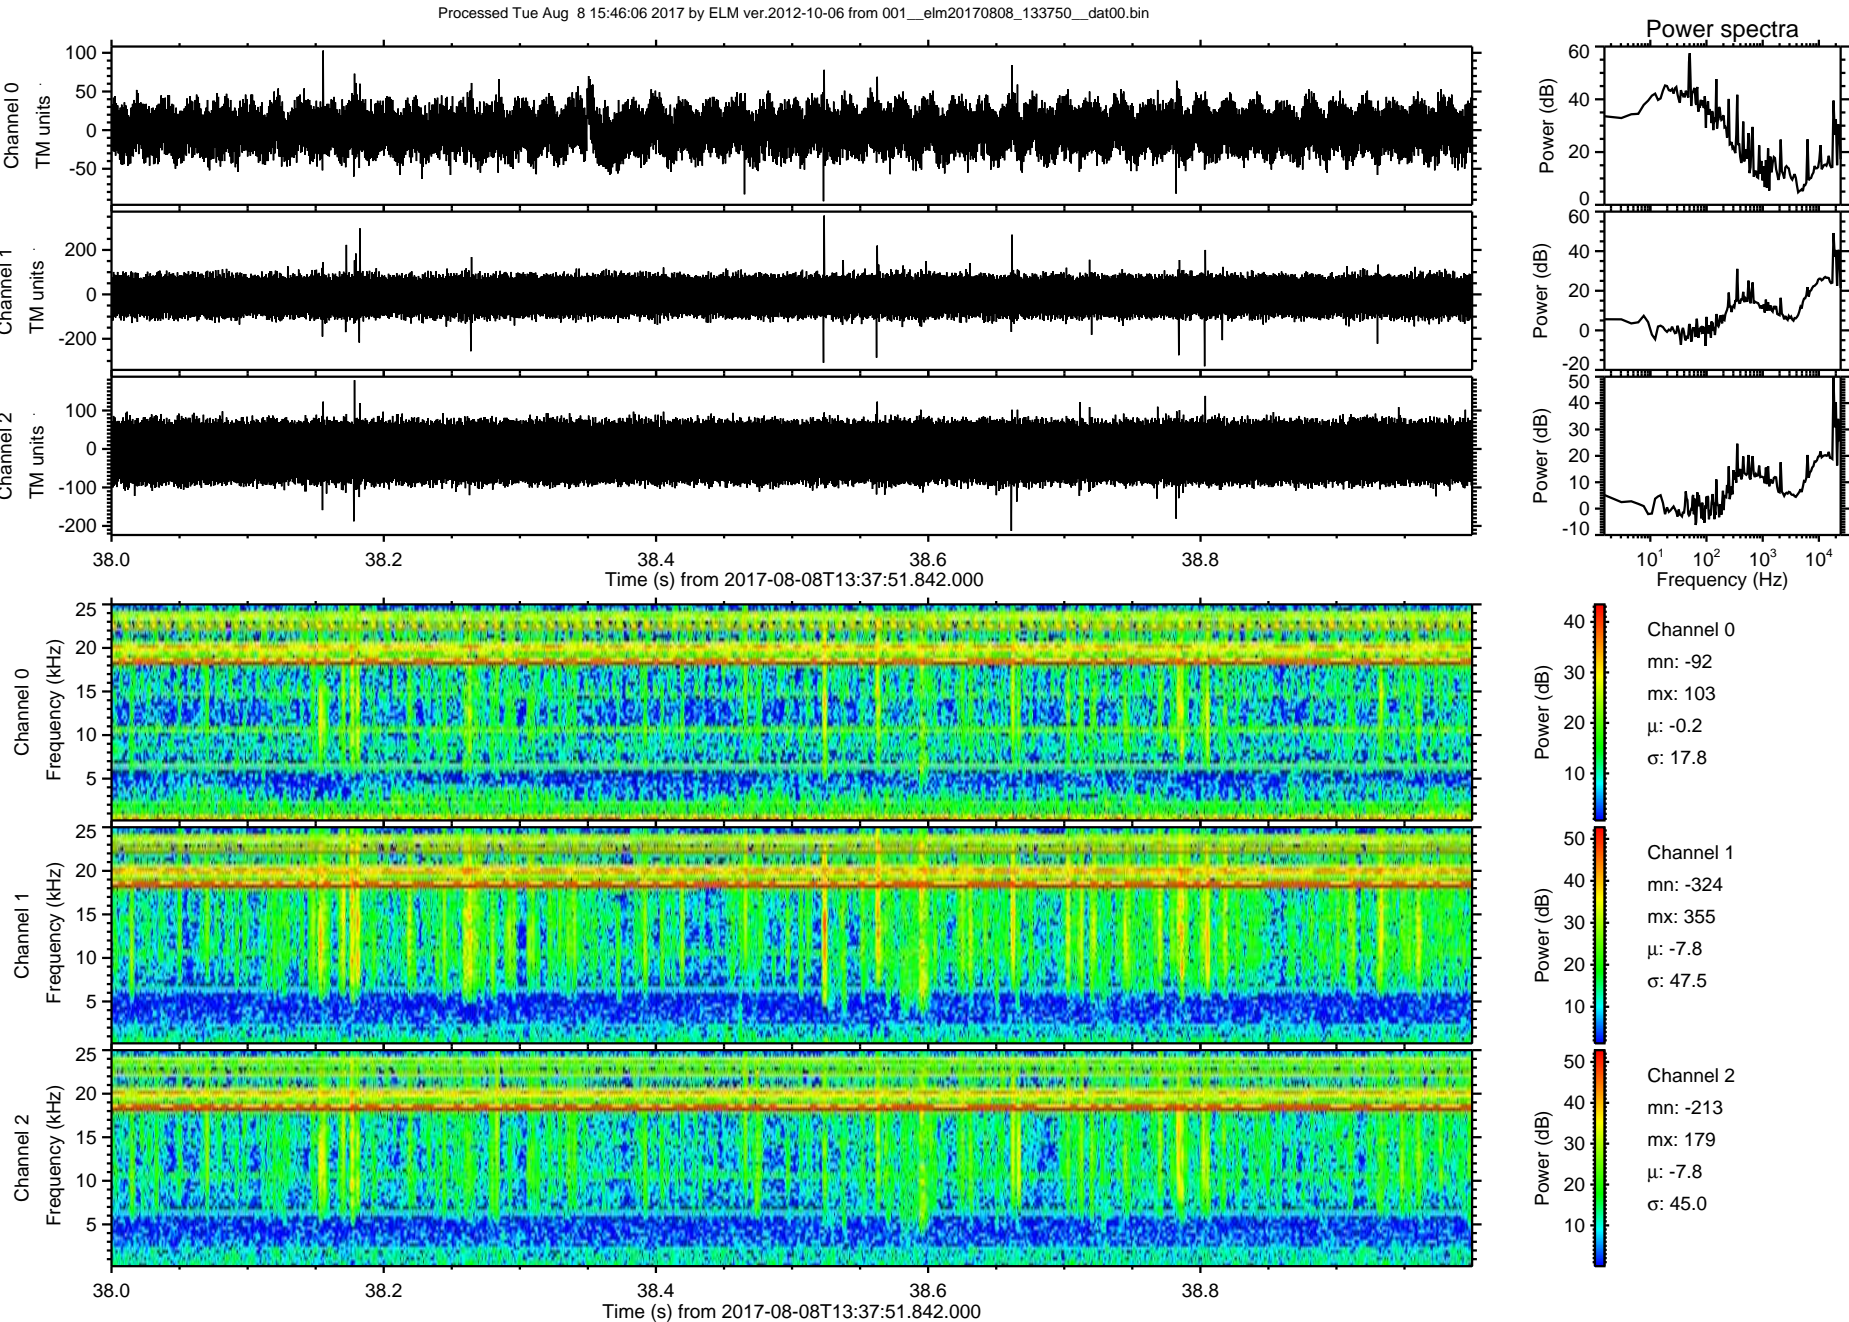 Processed Tue Aug  8 15:46:06 2017 by ELM ver.2012-10-06 from 001__elm20170808_133750__dat00.bin
Power spectra
Channel 0
TM units
100
50
0
-50
Power (dB)
60
40
20
0
Channel 1
TM units
200
0
-200
Power (dB)
60
40
20
0
-20
Channel 2
TM units
100
0
-100
-200
Power (dB)
50
40
30
20
10
0
-10
38.0 38.2 38.4 38.6 38.8
Time (s) from 2017-08-08T13:37:51.842.000
10¹ 10² 10³ 10⁴
Frequency (Hz)
Channel 0
Frequency (kHz)
25
20
15
10
5
Power (dB)
40
30
20
10
Channel 0
mn: -92
mx: 103
μ: -0.2
σ: 17.8
Channel 1
Frequency (kHz)
25
20
15
10
5
Power (dB)
50
40
30
20
10
Channel 1
mn: -324
mx: 355
μ: -7.8
σ: 47.5
Channel 2
Frequency (kHz)
25
20
15
10
5
Power (dB)
50
40
30
20
10
Channel 2
mn: -213
mx: 179
μ: -7.8
σ: 45.0
38.0 38.2 38.4 38.6 38.8
Time (s) from 2017-08-08T13:37:51.842.000